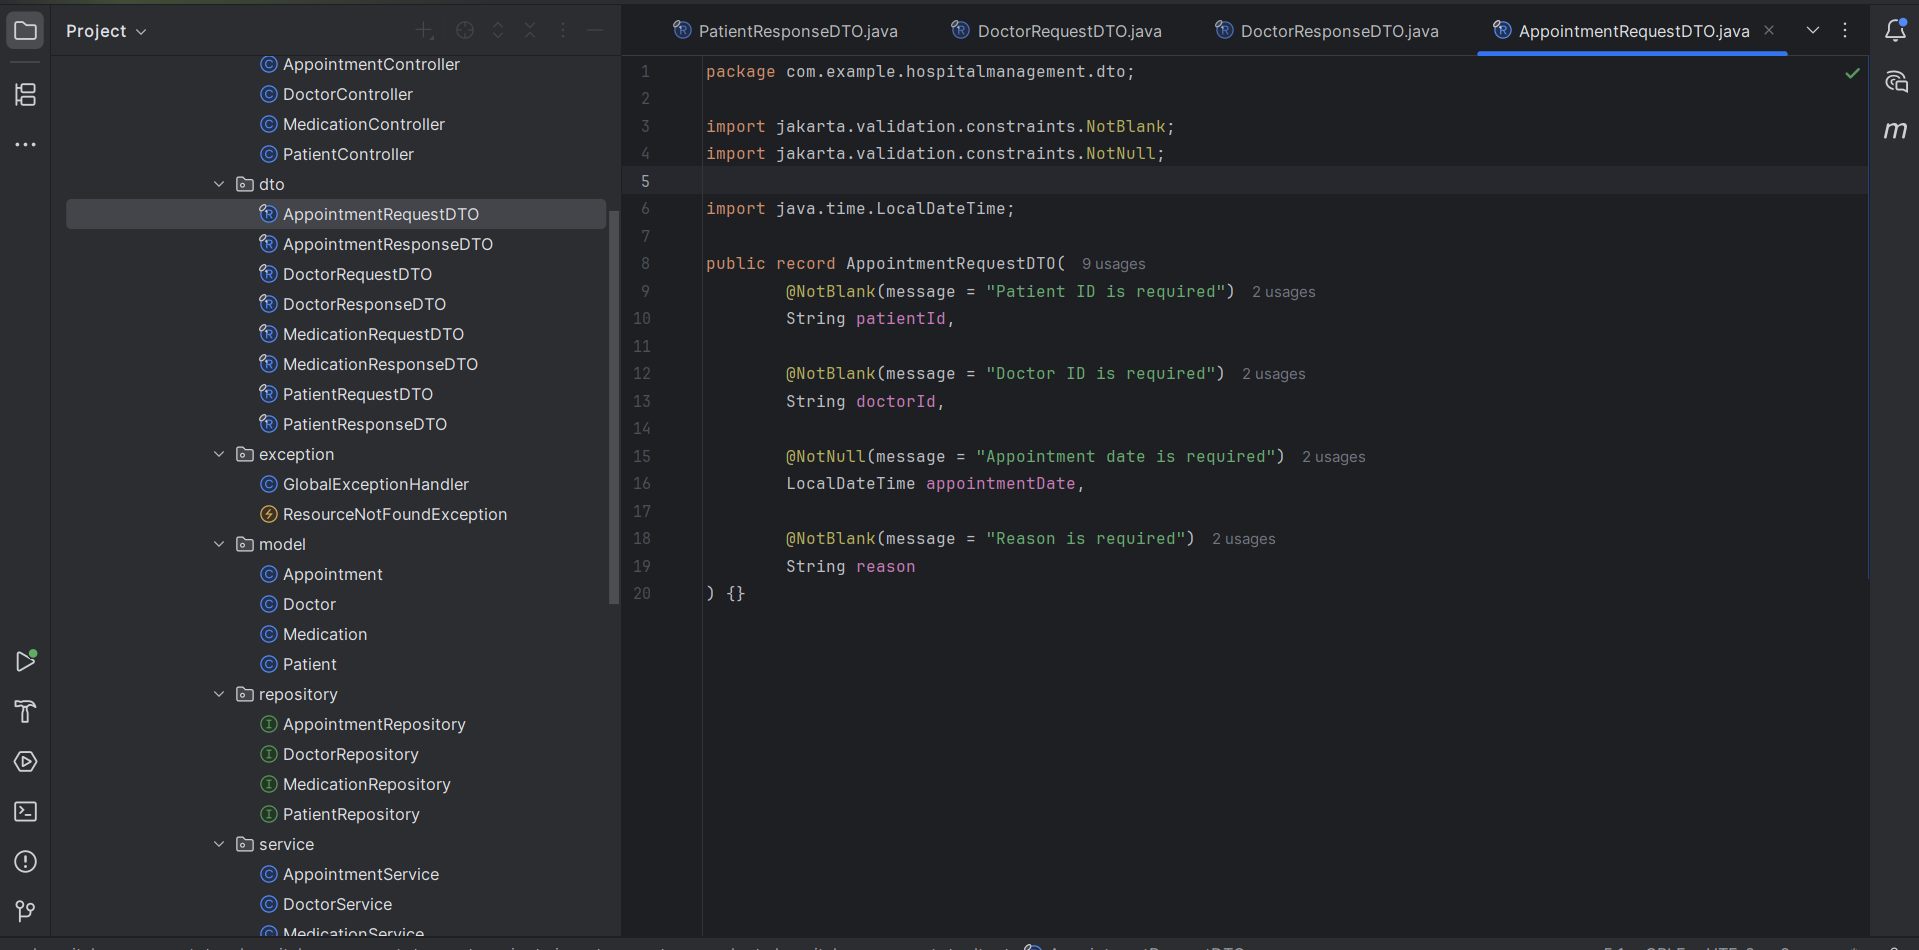 Project
AppointmentController
DoctorController
MedicationController
PatientController
dto
AppointmentRequestDTO
AppointmentResponseDTO
DoctorRequestDTO
DoctorResponseDTO
MedicationRequestDTO
MedicationResponseDTO
PatientRequestDTO
PatientResponseDTO
exception
GlobalExceptionHandler
ResourceNotFoundException
model
Appointment
Doctor
Medication
Patient
repository
AppointmentRepository
DoctorRepository
MedicationRepository
PatientRepository
service
AppointmentService
DoctorService
MedicationService
PatientResponseDTO.java DoctorRequestDTO.java DoctorResponseDTO.java AppointmentRequestDTO.java
1 package com.example.hospitalmanagement.dto;
2
3 import jakarta.validation.constraints.NotBlank;
4 import jakarta.validation.constraints.NotNull;
5
6 import java.time.LocalDateTime;
7
8 public record AppointmentRequestDTO( 9 usages
9 @NotBlank(message = "Patient ID is required") 2 usages
10 String patientId,
11
12 @NotBlank(message = "Doctor ID is required") 2 usages
13 String doctorId,
14
15 @NotNull(message = "Appointment date is required") 2 usages
16 LocalDateTime appointmentDate,
17
18 @NotBlank(message = "Reason is required") 2 usages
19 String reason
20 ) {}
m